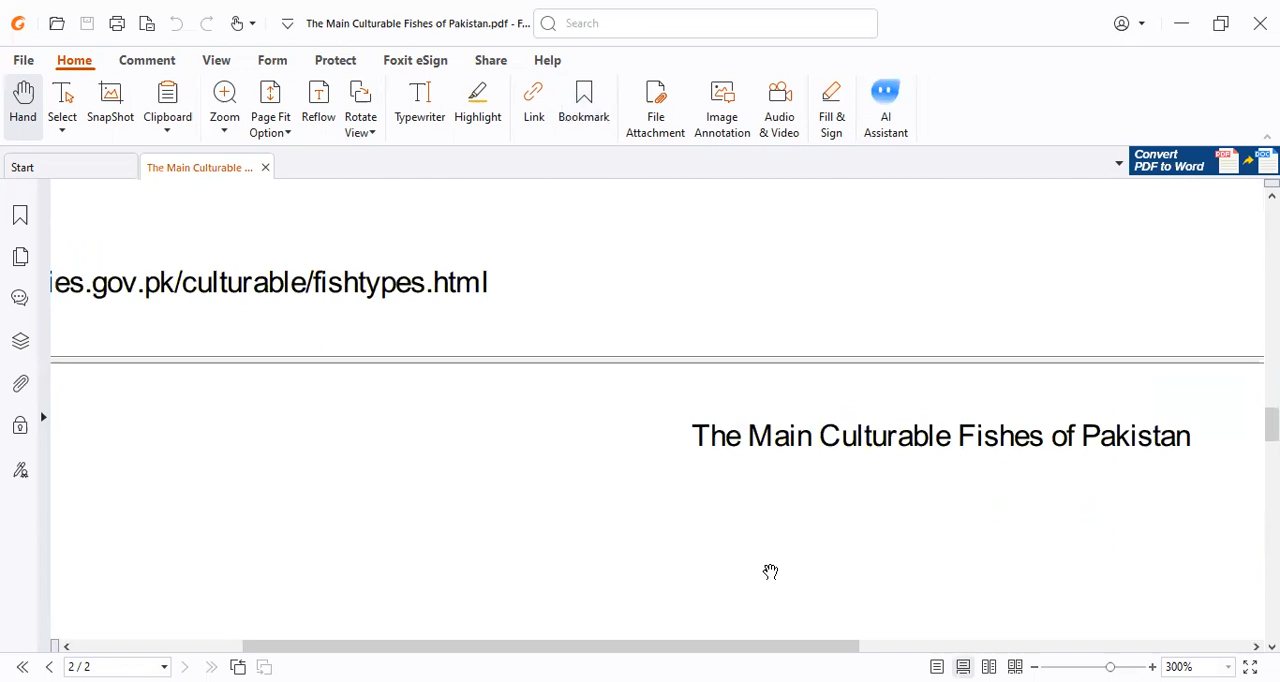 The Main Culturable Fishes of Pakistan.pdf - F...
Search
File Home Comment View Form Protect Foxit eSign Share Help
Hand
Select
SnapShot
Clipboard
Zoom
Page Fit
Option
Reflow
Rotate
View
Typewriter
Highlight
Link
Bookmark
File
Attachment
Image
Annotation
Audio
& Video
Fill &
Sign
AI
Assistant
Start
The Main Culturable ...
Convert
PDF to Word
PDF
DOC
ies.gov.pk/culturable/fishtypes.html
The Main Culturable Fishes of Pakistan
2 / 2
300%